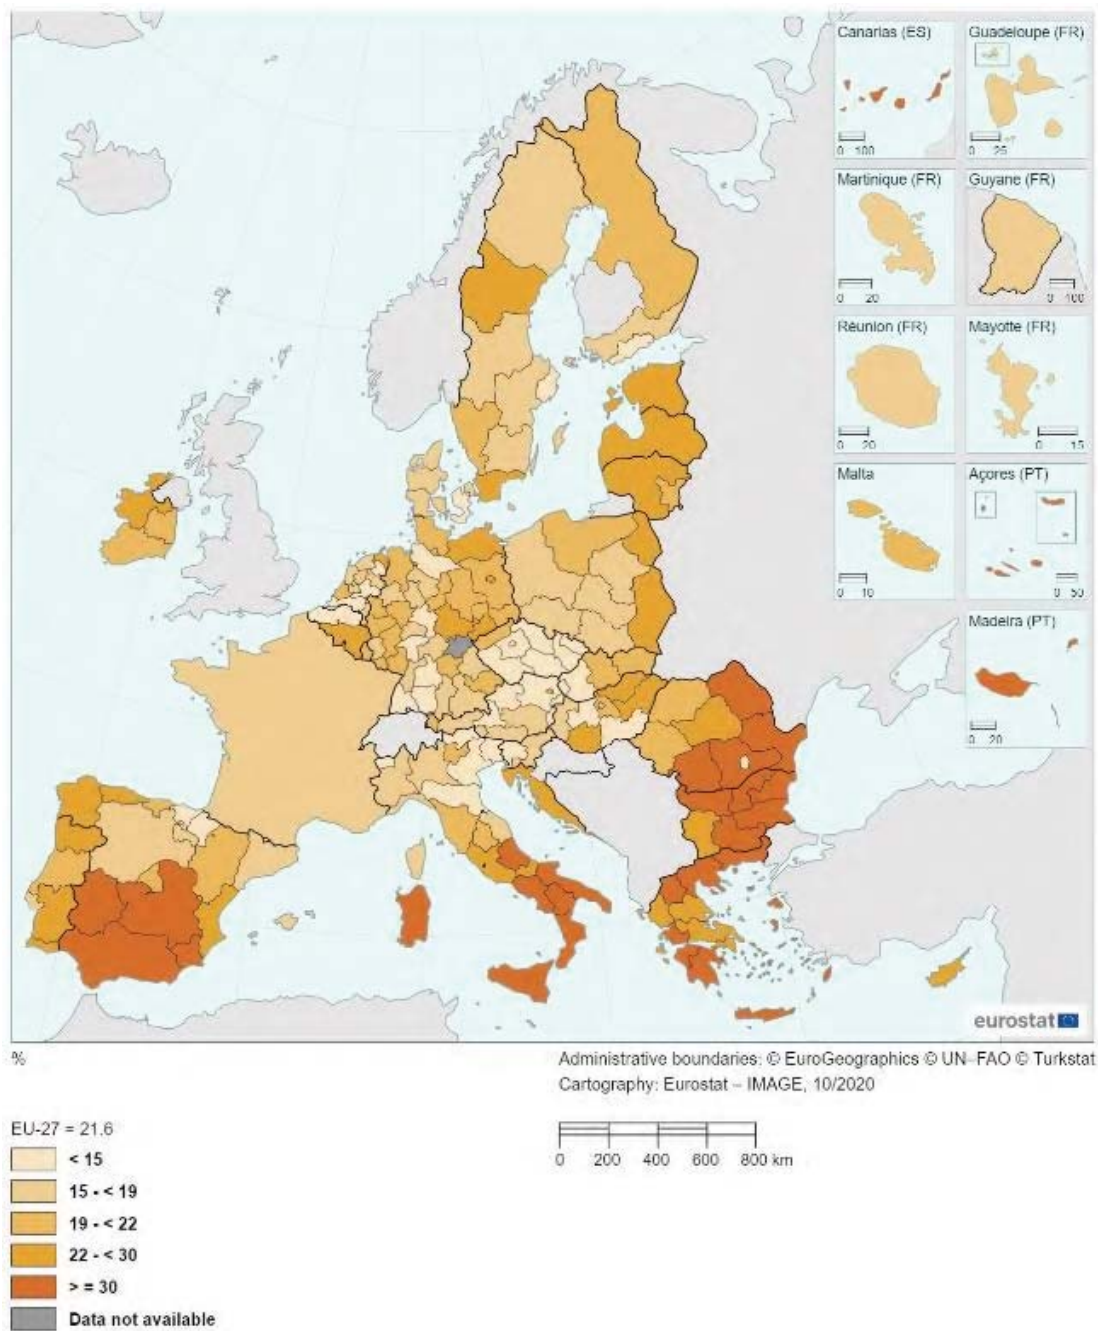 Canarias (ES)
0 100
Guadeloupe (FR)
0 25
Martinique (FR)
0 20
Guyane (FR)
0 100
Réunion (FR)
0 20
Mayotte (FR)
0 15
Malta
0 10
Açores (PT)
0 50
Madeira (PT)
0 20
eurostat
%
Administrative boundaries: © EuroGeographics © UN–FAO © Turkstat
Cartography: Eurostat – IMAGE, 10/2020
EU-27 = 21.6
< 15
15 - < 19
19 - < 22
22 - < 30
> = 30
Data not available
0 200 400 600 800 km